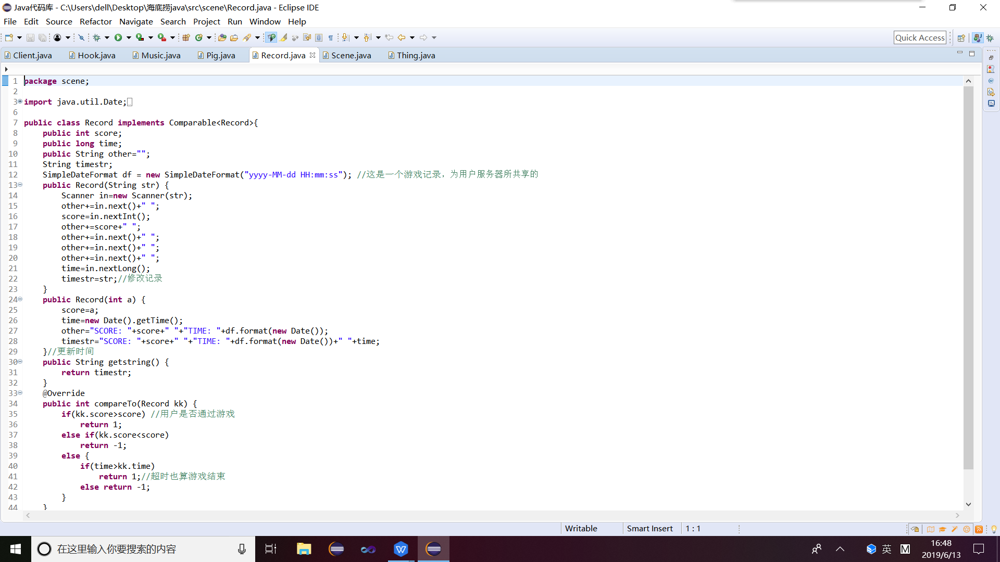 Java代码库 - C:\Users\dell\Desktop\海底捞java\src\scene\Record.java - Eclipse IDE
File Edit Source Refactor Navigate Search Project Run Window Help
Quick Access
Client.java Hook.java Music.java Pig.java Record.java Scene.java Thing.java
1 package scene;
2
3 import java.util.Date;
6
7 public class Record implements Comparable<Record>{
8 public int score;
9 public long time;
10 public String other="";
11 String timestr;
12 SimpleDateFormat df = new SimpleDateFormat("yyyy-MM-dd HH:mm:ss"); //这是一个游戏记录，为用户服务器所共享的
13 public Record(String str) {
14 Scanner in=new Scanner(str);
15 other+=in.next()+" ";
16 score=in.nextInt();
17 other+=score+" ";
18 other+=in.next()+" ";
19 other+=in.next()+" ";
20 other+=in.next()+" ";
21 time=in.nextLong();
22 timestr=str;//修改记录
23 }
24 public Record(int a) {
25 score=a;
26 time=new Date().getTime();
27 other="SCORE: "+score+" "+"TIME: "+df.format(new Date());
28 timestr="SCORE: "+score+" "+"TIME: "+df.format(new Date())+" "+time;
29 }//更新时间
30 public String getstring() {
31 return timestr;
32 }
33 @Override
34 public int compareTo(Record kk) {
35 if(kk.score>score) //用户是否通过游戏
36 return 1;
37 else if(kk.score<score)
38 return -1;
39 else {
40 if(time>kk.time)
41 return 1;//超时也算游戏结束
42 else return -1;
43 }
44 }
Writable Smart Insert 1 : 1
在这里输入你要搜索的内容
英 M
16:48
2019/6/13